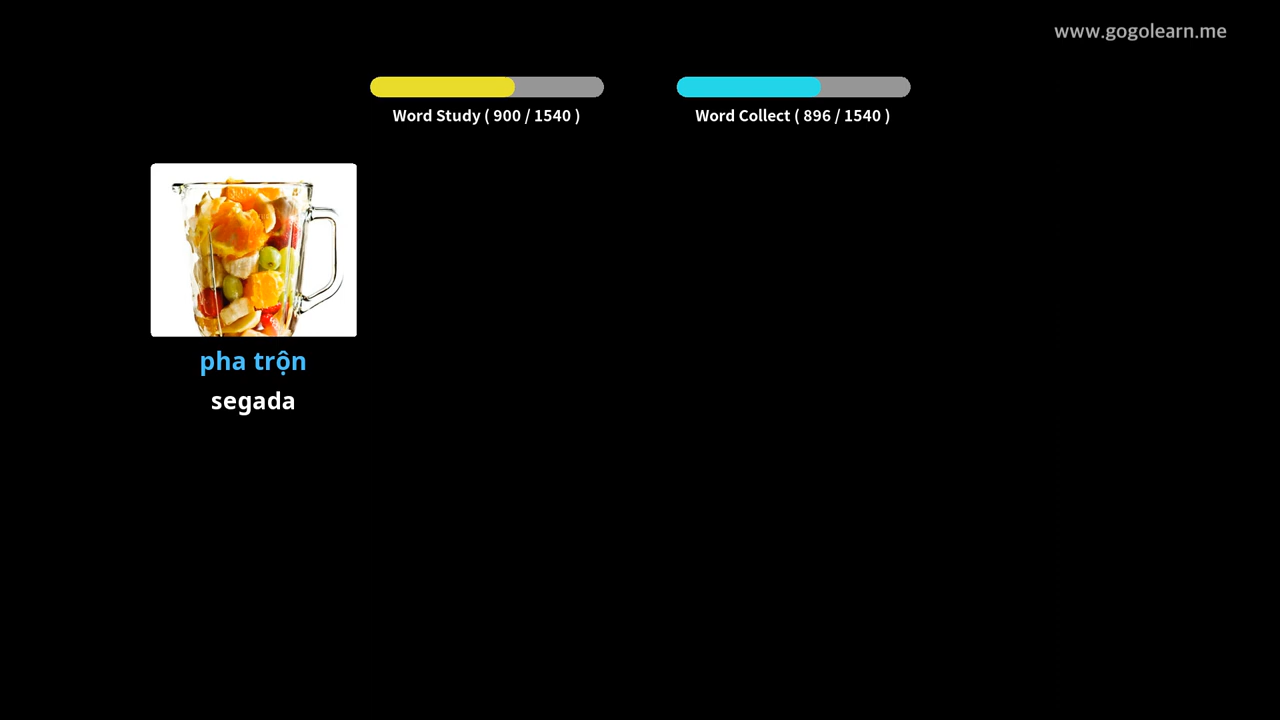 www.gogolearn.me
Word Study ( 900 / 1540 )
Word Collect ( 896 / 1540 )
pha trộn
segada